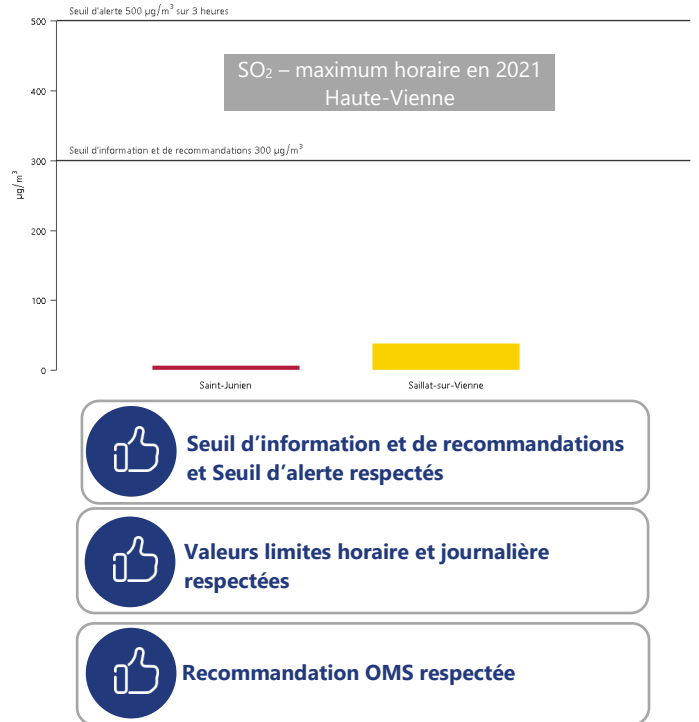 Seuil d'alerte 500 µg/m³ sur 3 heures
500
SO₂ – maximum horaire en 2021
Haute-Vienne
400
Seuil d'information et de recommandations 300 µg/m³
300
µg/m³
200
100
0
Saint-Junien
Saillat-sur-Vienne
Seuil d’information et de recommandations
et Seuil d’alerte respectés
Valeurs limites horaire et journalière
respectées
Recommandation OMS respectée